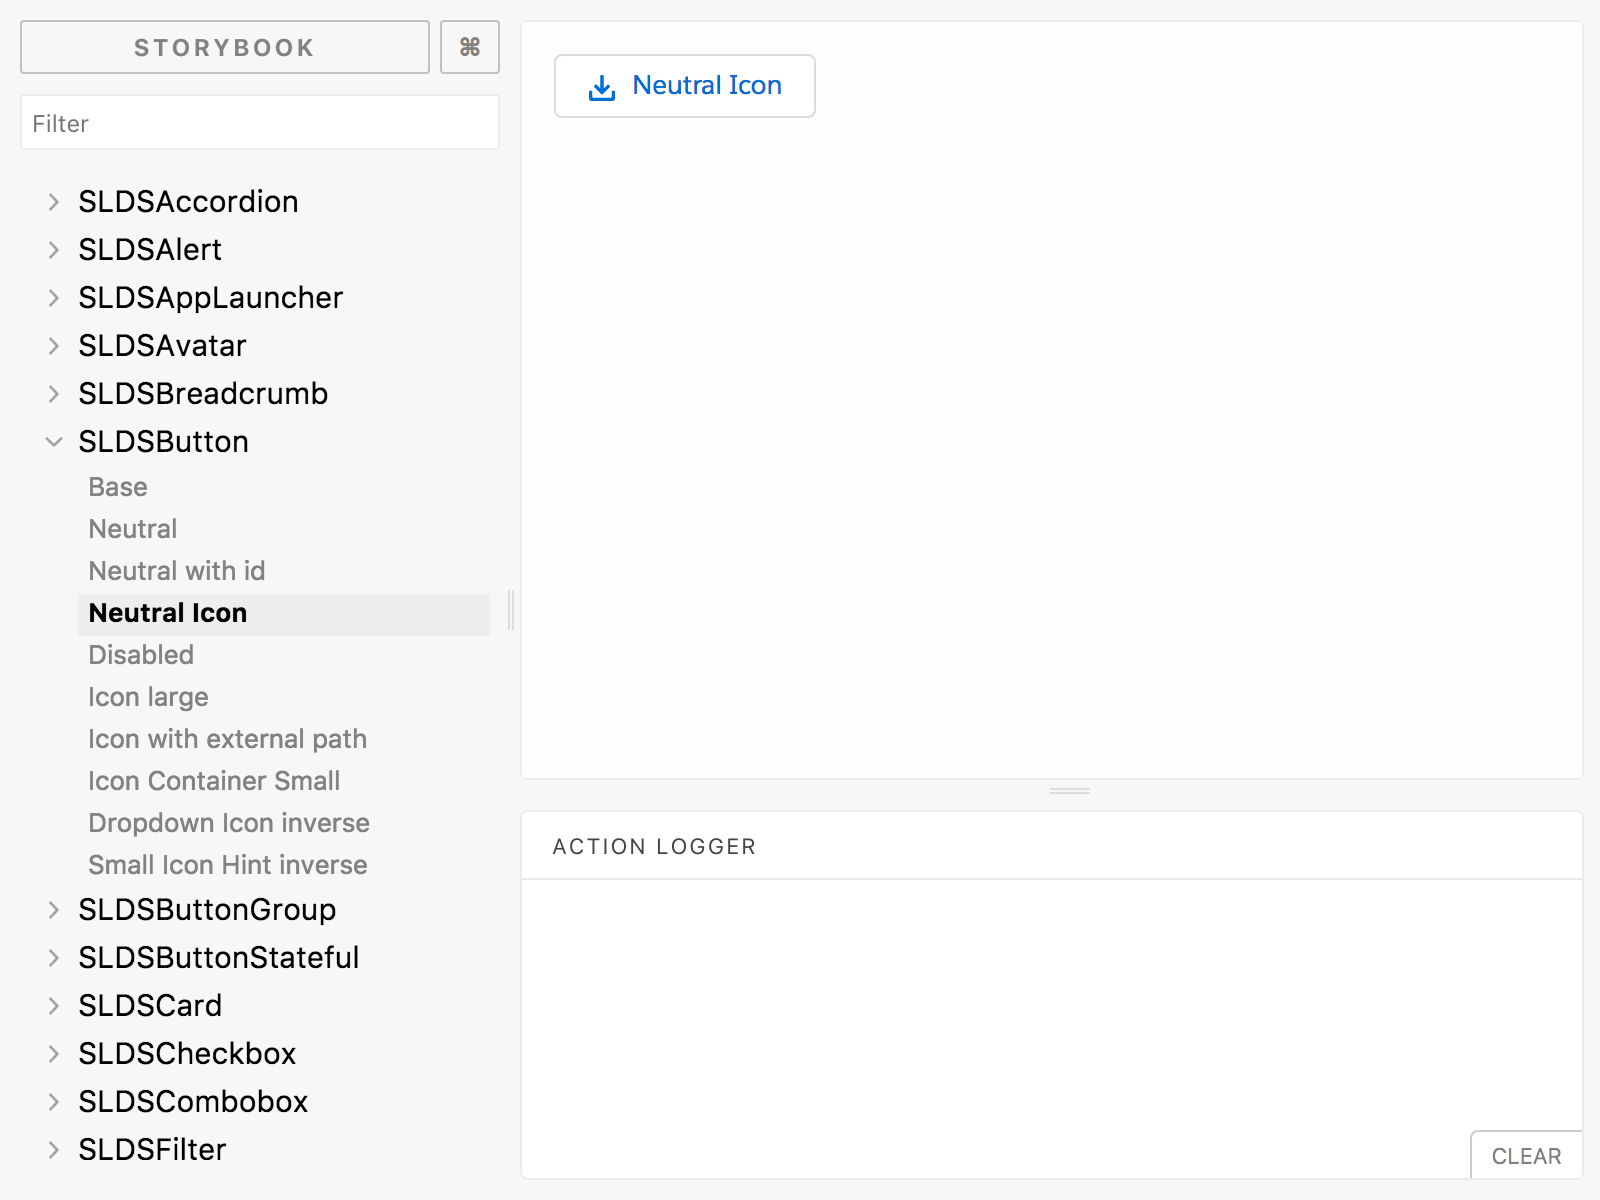 STORYBOOK
⌘
Filter
SLDSAccordion
SLDSAlert
SLDSAppLauncher
SLDSAvatar
SLDSBreadcrumb
SLDSButton
Base
Neutral
Neutral with id
Neutral Icon
Disabled
Icon large
Icon with external path
Icon Container Small
Dropdown Icon inverse
Small Icon Hint inverse
SLDSButtonGroup
SLDSButtonStateful
SLDSCard
SLDSCheckbox
SLDSCombobox
SLDSFilter
Neutral Icon
ACTION LOGGER
CLEAR